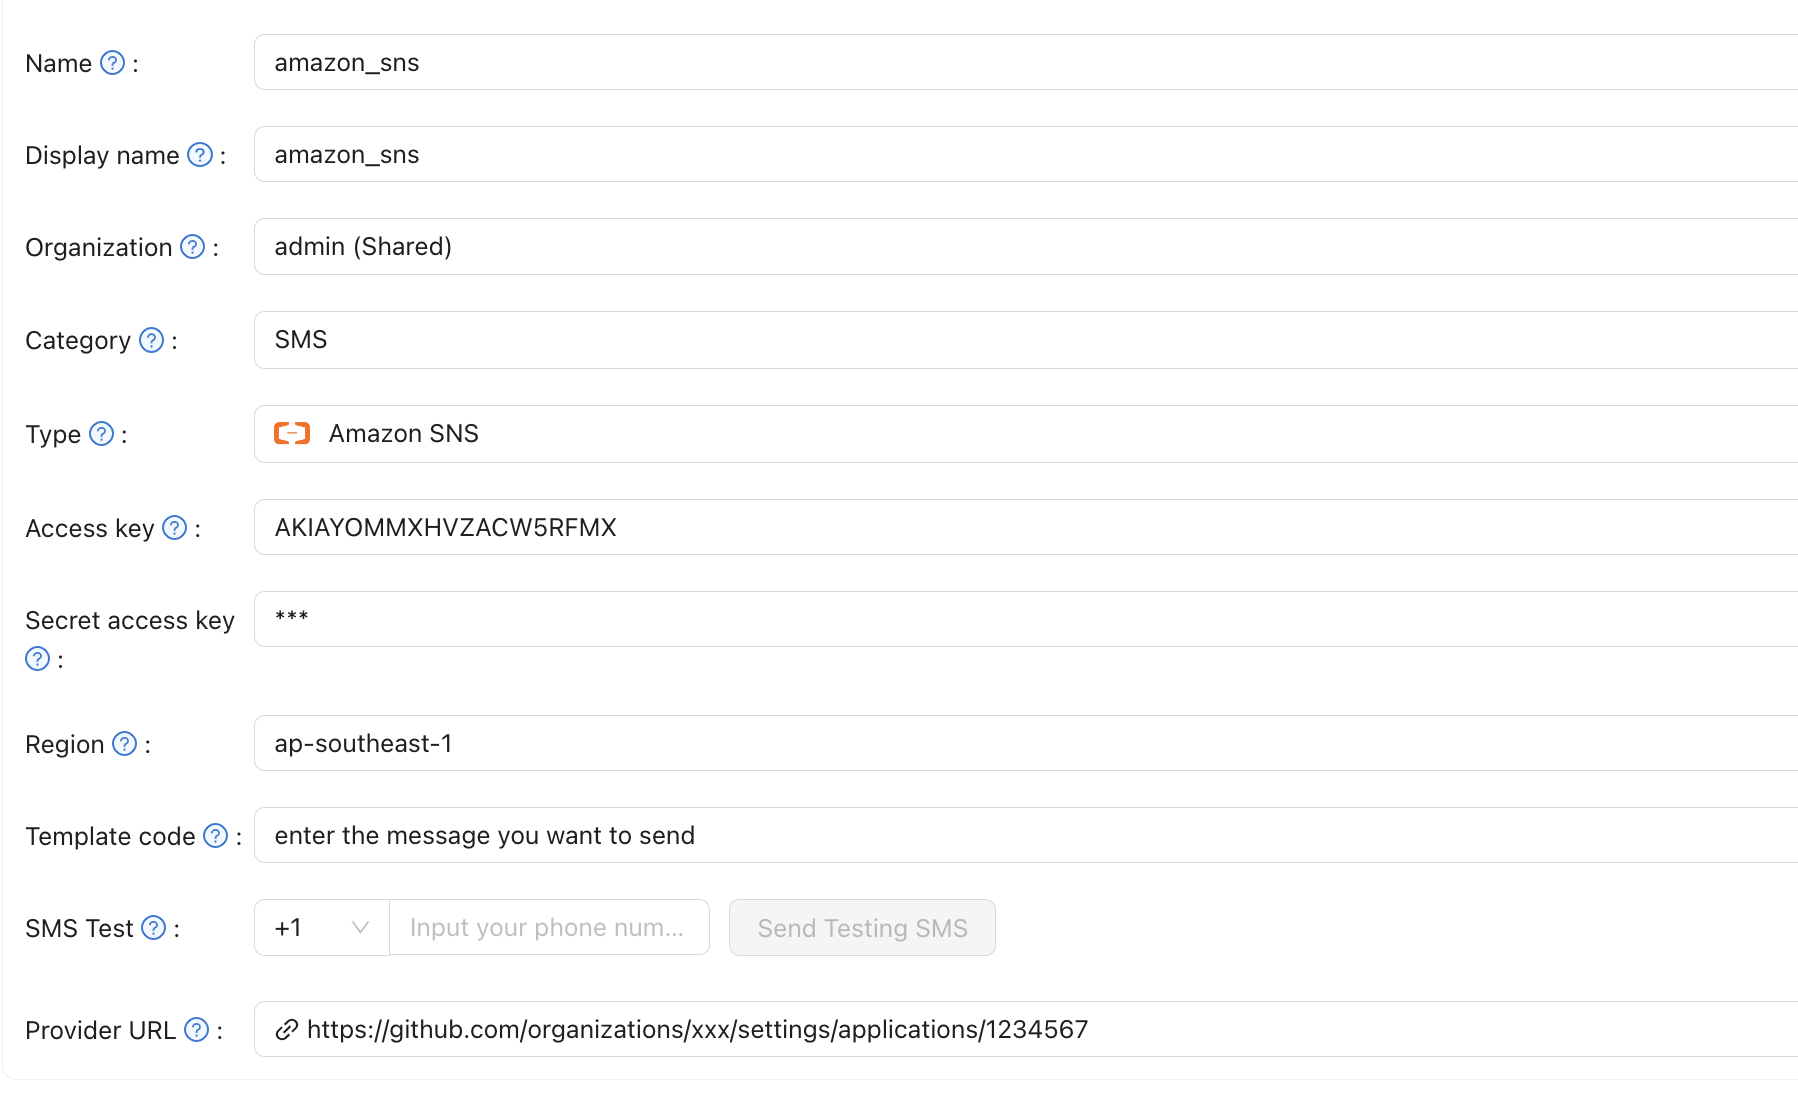 Name ? :
amazon_sns
Display name ? :
amazon_sns
Organization ? :
admin (Shared)
Category ? :
SMS
Type ? :
Amazon SNS
Access key ? :
AKIAYOMMXHVZACW5RFMX
Secret access key
? :
***
Region ? :
ap-southeast-1
Template code ? :
enter the message you want to send
SMS Test ? :
+1
Input your phone num...
Send Testing SMS
Provider URL ? :
https://github.com/organizations/xxx/settings/applications/1234567